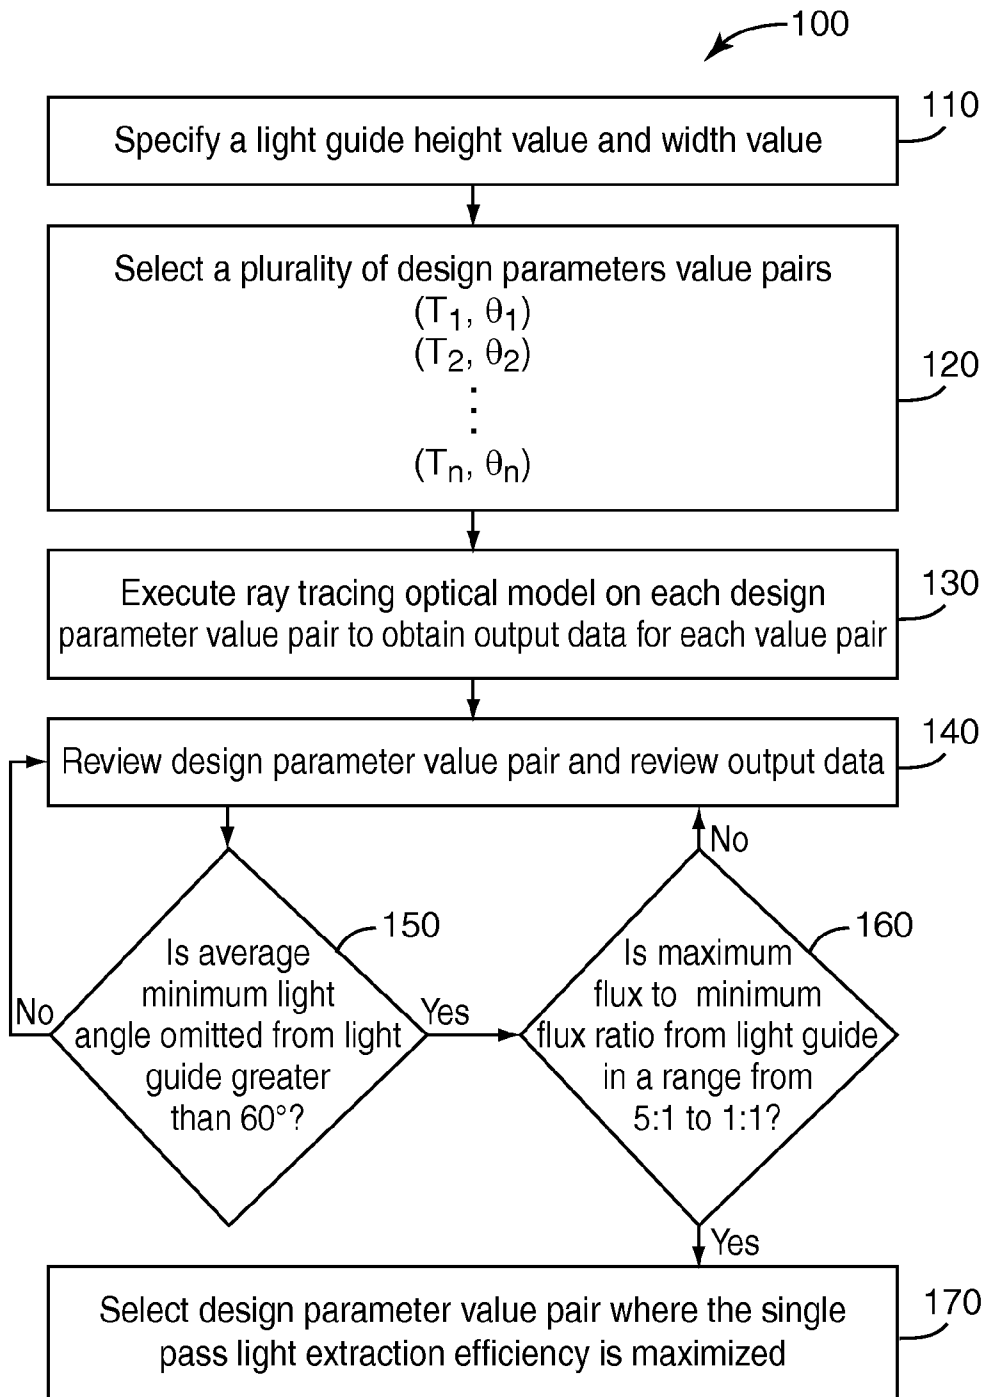 100
Specify a light guide height value and width value
110
Select a plurality of design parameters value pairs
(T1, θ1)
(T2, θ2)
.
.
.
(Tn, θn)
120
Execute ray tracing optical model on each design
parameter value pair to obtain output data for each value pair
130
Review design parameter value pair and review output data
140
No
150
Is average
minimum light
angle omitted from light
guide greater
than 60°?
No
Yes
160
Is maximum
flux to minimum
flux ratio from light guide
in a range from
5:1 to 1:1?
Yes
Select design parameter value pair where the single
pass light extraction efficiency is maximized
170